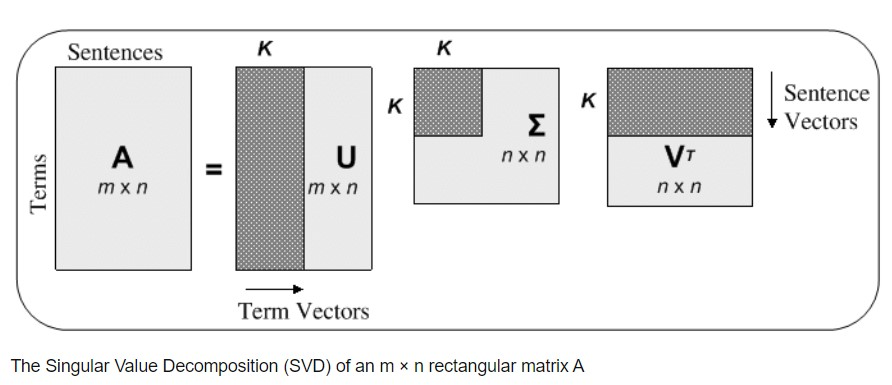 Sentences
Terms
A
m x n
=
K
U
m x n
Term Vectors
K
K
Σ
n x n
K
Vᵀ
n x n
Sentence
Vectors
The Singular Value Decomposition (SVD) of an m × n rectangular matrix A